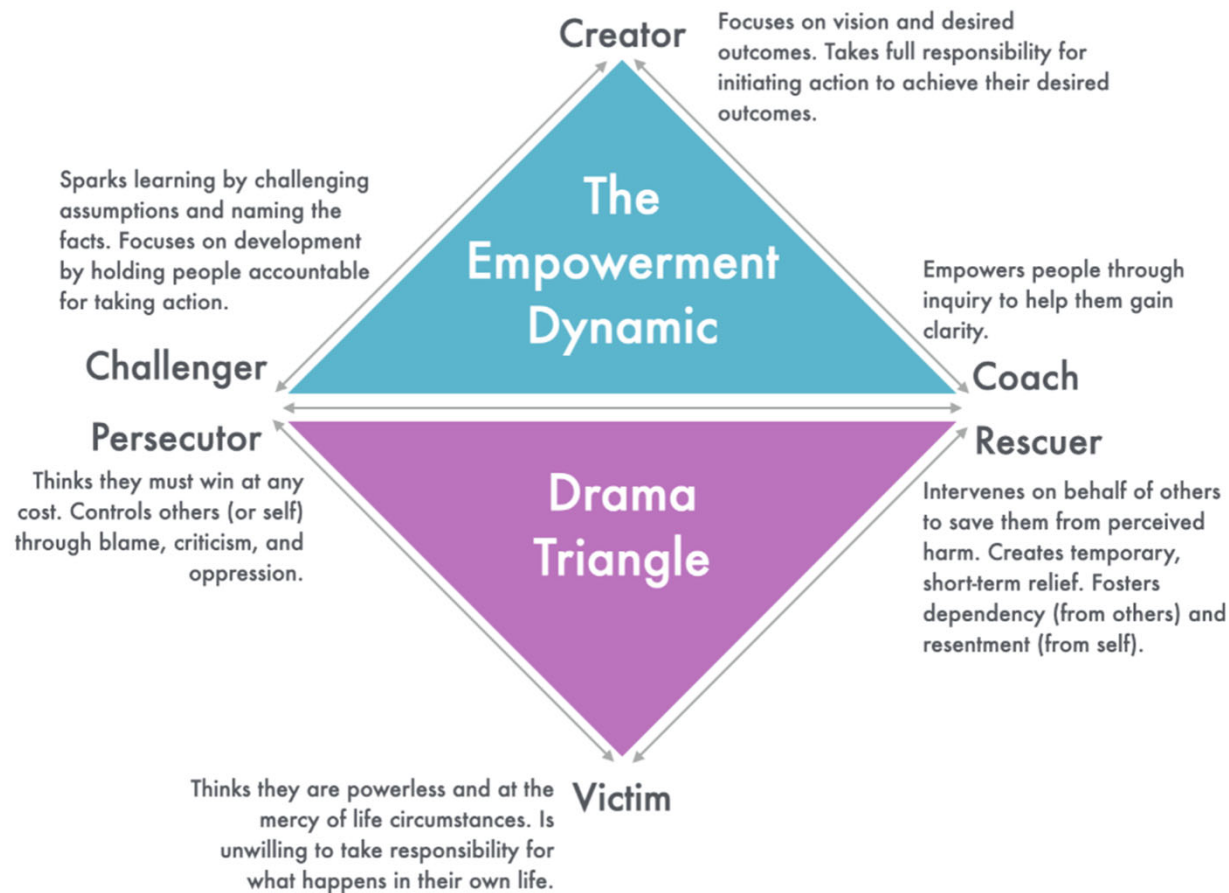 Creator
Focuses on vision and desired
outcomes. Takes full responsibility for
initiating action to achieve their desired
outcomes.
Sparks learning by challenging
assumptions and naming the
facts. Focuses on development
by holding people accountable
for taking action.
The
Empowerment
Dynamic
Empowers people through
inquiry to help them gain
clarity.
Challenger
Coach
Persecutor
Thinks they must win at any
cost. Controls others (or self)
through blame, criticism, and
oppression.
Drama
Triangle
Rescuer
Intervenes on behalf of others
to save them from perceived
harm. Creates temporary,
short-term relief. Fosters
dependency (from others) and
resentment (from self).
Victim
Thinks they are powerless and at the
mercy of life circumstances. Is
unwilling to take responsibility for
what happens in their own life.